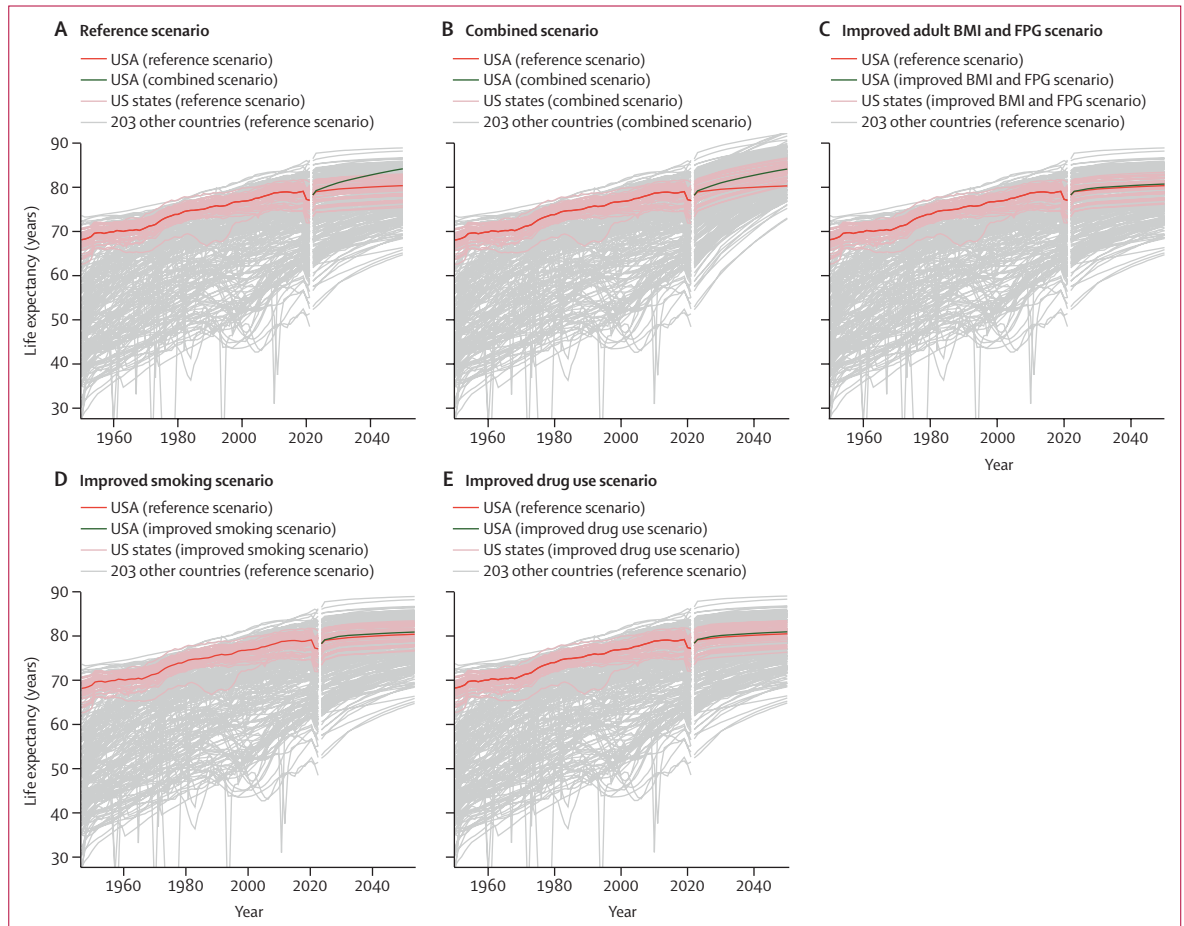 A Reference scenario
USA (reference scenario)
USA (combined scenario)
US states (reference scenario)
203 other countries (reference scenario)
B Combined scenario
USA (reference scenario)
USA (combined scenario)
US states (combined scenario)
203 other countries (combined scenario)
C Improved adult BMI and FPG scenario
USA (reference scenario)
USA (improved BMI and FPG scenario)
US states (improved BMI and FPG scenario)
203 other countries (reference scenario)
Life expectancy (years)
90
80
70
60
50
40
30
1960 1980 2000 2020 2040
1960 1980 2000 2020 2040
1960 1980 2000 2020 2040
Year
D Improved smoking scenario
USA (reference scenario)
USA (improved smoking scenario)
US states (improved smoking scenario)
203 other countries (reference scenario)
E Improved drug use scenario
USA (reference scenario)
USA (improved drug use scenario)
US states (improved drug use scenario)
203 other countries (reference scenario)
Life expectancy (years)
90
80
70
60
50
40
30
1960 1980 2000 2020 2040
Year
1960 1980 2000 2020 2040
Year